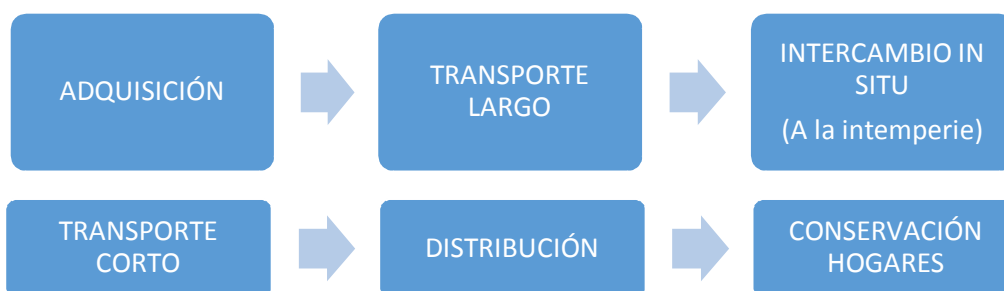 ADQUISICIÓN
TRANSPORTE
LARGO
INTERCAMBIO IN
SITU
(A la intemperie)
TRANSPORTE
CORTO
DISTRIBUCIÓN
CONSERVACIÓN
HOGARES